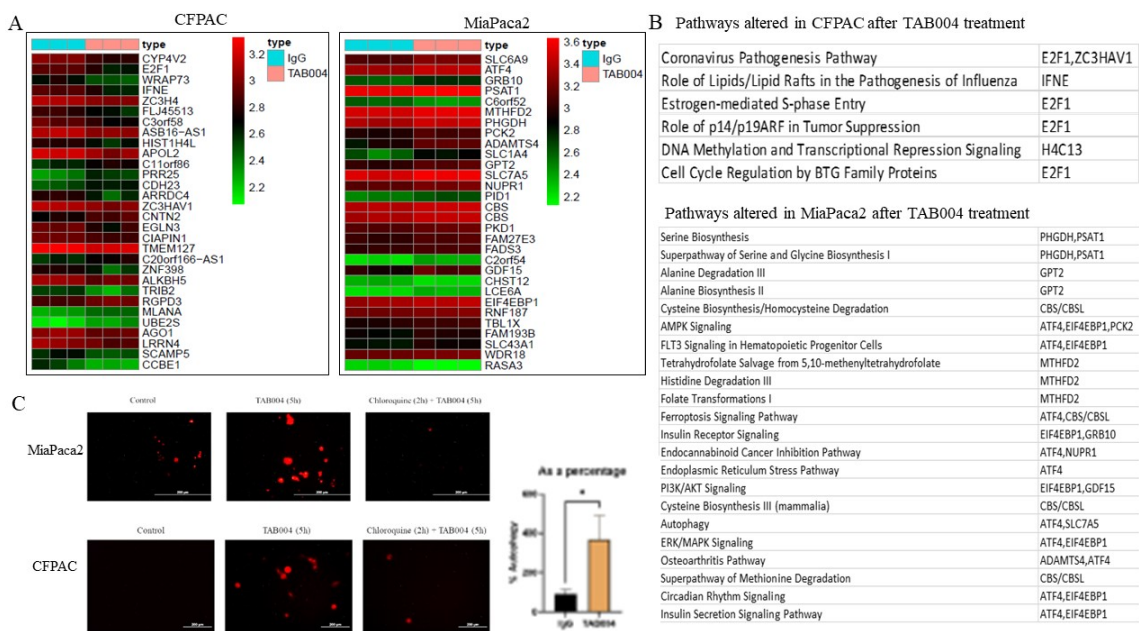 A
CFPAC
type
CYP4V2
E2F1
WRAP73
IFNE
ZC3H4
FLJ45513
C3orf58
ASB16−AS1
HIST1H4L
APOL2
C11orf86
PRR25
CDH23
ARRDC4
ZC3HAV1
CNTN2
EGLN3
CIAPIN1
TMEM127
C20orf166−AS1
ZNF398
ALKBH5
TRIB2
RGPD3
MLANA
UBE2S
AGO1
LRRN4
SCAMP5
CCBE1
3.2
3
2.8
2.6
2.4
2.2
type
IgG
TAB004
MiaPaca2
type
SLC6A9
ATF4
GRB10
PSAT1
C6orf52
MTHFD2
PHGDH
PCK2
ADAMTS4
SLC1A4
GPT2
SLC7A5
NUPR1
PID1
CBS
CBS
PKD1
FAM27E3
FADS3
C2orf54
GDF15
CHST12
LCE6A
EIF4EBP1
RNF187
TBL1X
FAM193B
SLC43A1
WDR18
RASA3
3.6
3.4
3.2
3
2.8
2.6
2.4
2.2
type
IgG
TAB004
B Pathways altered in CFPAC after TAB004 treatment
Coronavirus Pathogenesis Pathway E2F1,ZC3HAV1
Role of Lipids/Lipid Rafts in the Pathogenesis of Influenza IFNE
Estrogen-mediated S-phase Entry E2F1
Role of p14/p19ARF in Tumor Suppression E2F1
DNA Methylation and Transcriptional Repression Signaling H4C13
Cell Cycle Regulation by BTG Family Proteins E2F1
Pathways altered in MiaPaca2 after TAB004 treatment
Serine Biosynthesis PHGDH,PSAT1
Superpathway of Serine and Glycine Biosynthesis I PHGDH,PSAT1
Alanine Degradation III GPT2
Alanine Biosynthesis II GPT2
Cysteine Biosynthesis/Homocysteine Degradation CBS/CBSL
AMPK Signaling ATF4,EIF4EBP1,PCK2
FLT3 Signaling in Hematopoietic Progenitor Cells ATF4,EIF4EBP1
Tetrahydrofolate Salvage from 5,10-methenyltetrahydrofolate MTHFD2
Histidine Degradation III MTHFD2
Folate Transformations I MTHFD2
Ferroptosis Signaling Pathway ATF4,CBS/CBSL
Insulin Receptor Signaling EIF4EBP1,GRB10
Endocannabinoid Cancer Inhibition Pathway ATF4,NUPR1
Endoplasmic Reticulum Stress Pathway ATF4
PI3K/AKT Signaling EIF4EBP1,GDF15
Cysteine Biosynthesis III (mammalia) CBS/CBSL
Autophagy ATF4,SLC7A5
ERK/MAPK Signaling ATF4,EIF4EBP1
Osteoarthritis Pathway ADAMTS4,ATF4
Superpathway of Methionine Degradation CBS/CBSL
Circadian Rhythm Signaling ATF4,EIF4EBP1
Insulin Secretion Signaling Pathway ATF4,EIF4EBP1
C
Control TAB004 (5h) Chloroquine (2h) + TAB004 (5h)
MiaPaca2
200 µm 200 µm 200 µm
Control TAB004 (5h) Chloroquine (2h) + TAB004 (5h)
CFPAC
200 µm 200 µm 200 µm
As a percentage
*
% Autophagy
600
400
200
0
IgG TAB004